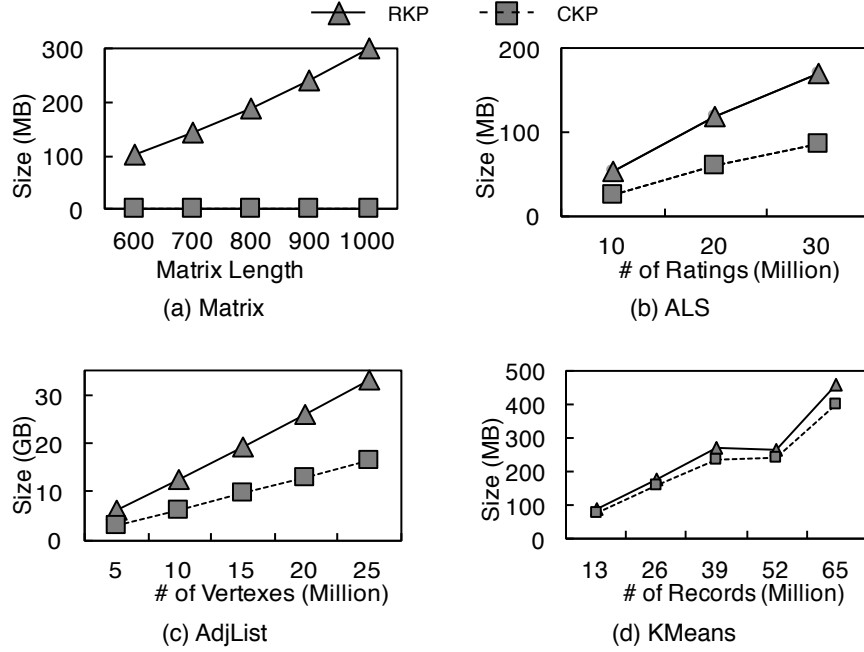 RKP CKP
300
200
100
0
Size (MB)
600 700 800 900 1000
Matrix Length
(a) Matrix
200
100
0
Size (MB)
10 20 30
# of Ratings (Million)
(b) ALS
30
20
10
0
Size (GB)
5 10 15 20 25
# of Vertexes (Million)
(c) AdjList
500
400
300
200
100
0
Size (MB)
13 26 39 52 65
# of Records (Million)
(d) KMeans